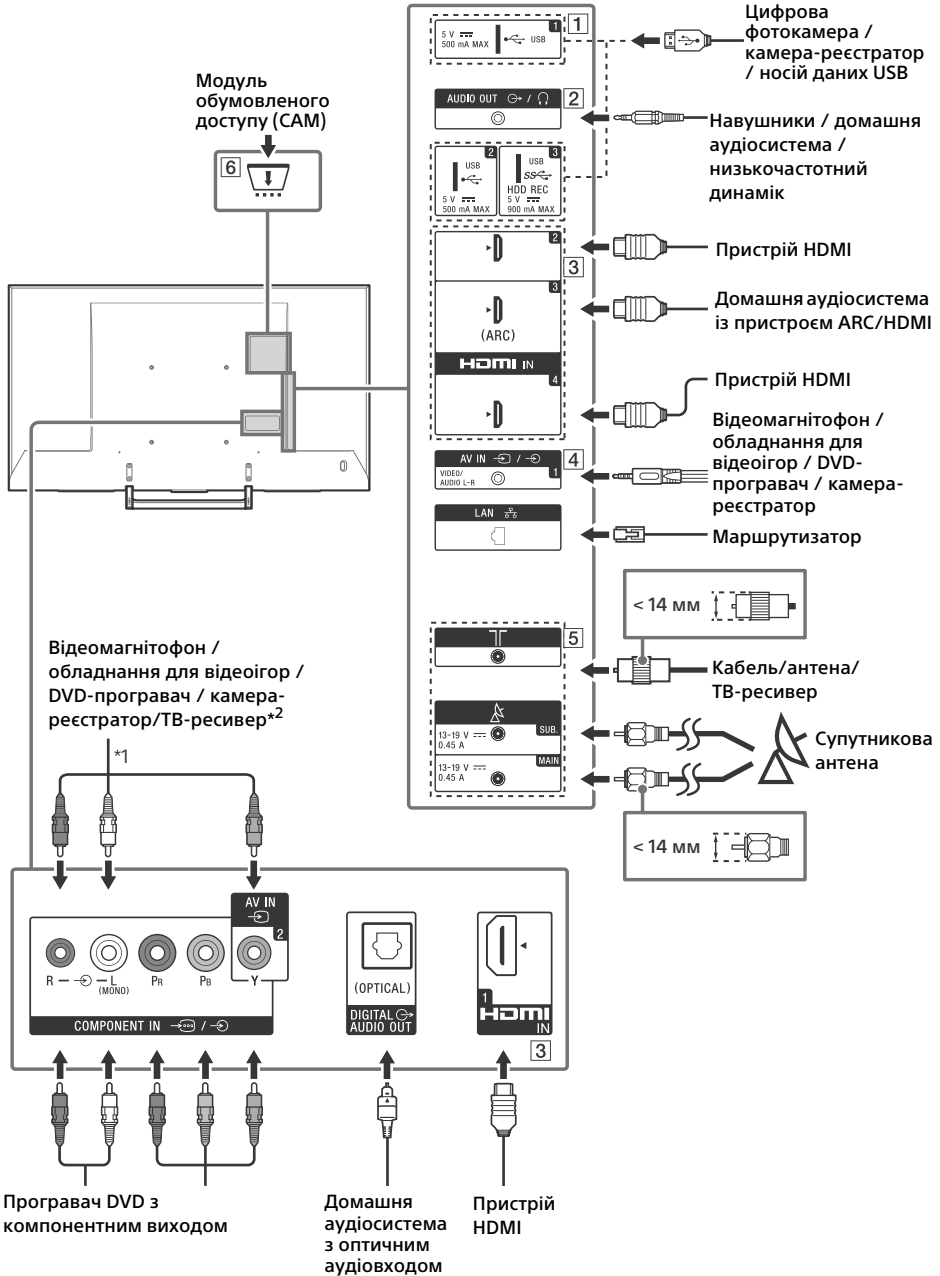 Цифрова
фотокамера /
камера-реєстратор
/ носій даних USB
1
1
5 V
500 mA MAX
USB
Модуль
обумовленого
доступу (CAM)
6
AUDIO OUT /
2
Навушники / домашня
аудіосистема /
низькочастотний
динамік
2
USB
5 V
500 mA MAX
3
USB
SS
HDD REC
5 V
900 mA MAX
2
3
Пристрій HDMI
3
(ARC)
Домашня аудіосистема
із пристроєм ARC/HDMI
HDMI IN
4
Пристрій HDMI
AV IN /
4
VIDEO/
AUDIO L-R
1
Відеомагнітофон /
обладнання для
відеоігор / DVD-
програвач / камера-
реєстратор
LAN
Маршрутизатор
< 14 мм
5
Кабель/антена/
ТВ-ресивер
SUB.
13-19 V
0.45 A
MAIN
13-19 V
0.45 A
Супутникова
антена
< 14 мм
Відеомагнітофон /
обладнання для відеоігор /
DVD-програвач / камера-
реєстратор/ТВ-ресивер*2
*1
AV IN
2
R L PR PB Y
(MONO)
COMPONENT IN /
(OPTICAL)
DIGITAL
AUDIO OUT
1
HDMI
IN
3
Програвач DVD з
компонентним виходом
Домашня
аудіосистема
з оптичним
аудіовходом
Пристрій
HDMI